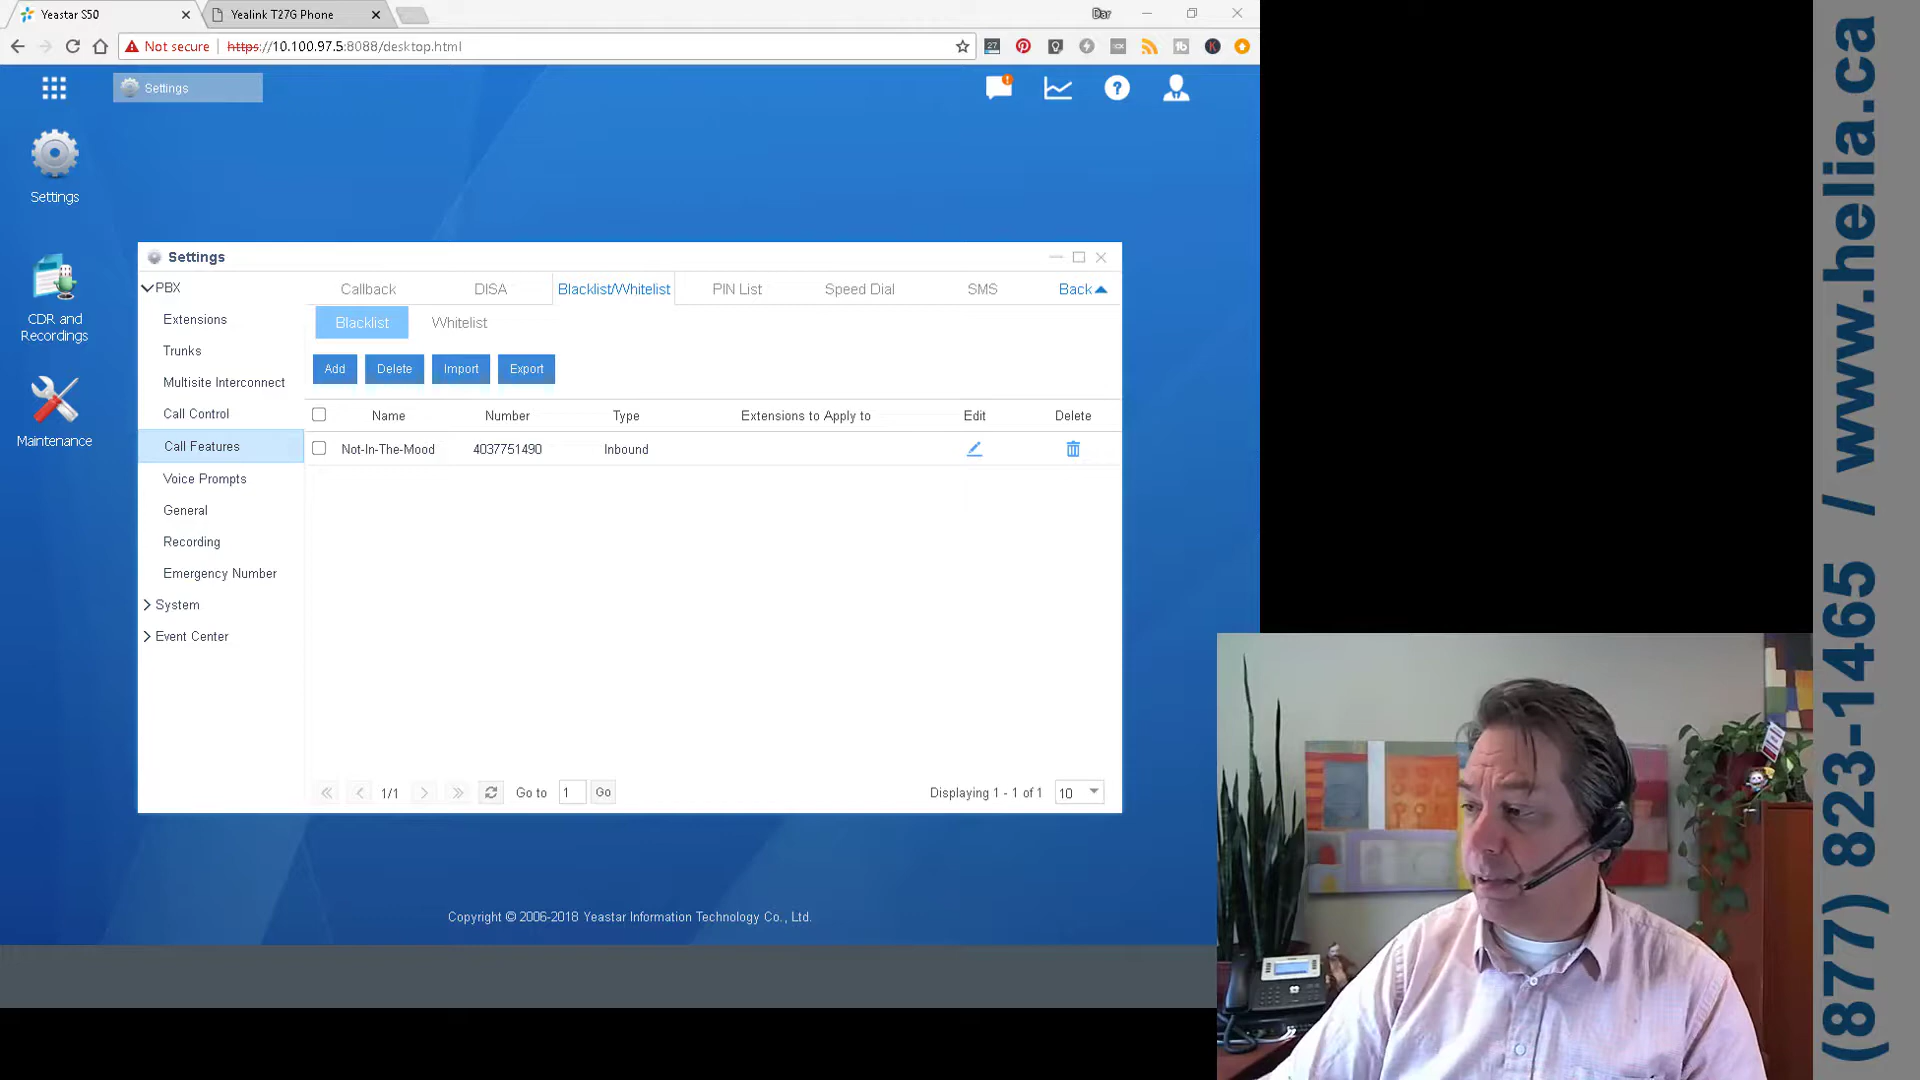 Yeastar S50
Yealink T27G Phone
Dar
Not secure
https://10.100.97.5:8088/desktop.html
27
Settings
Settings
CDR and
Recordings
Maintenance
Settings
PBX
Extensions
Trunks
Multisite Interconnect
Call Control
Call Features
Voice Prompts
General
Recording
Emergency Number
System
Event Center
Callback
DISA
Blacklist/Whitelist
PIN List
Speed Dial
SMS
Back
Blacklist
Whitelist
Add
Delete
Import
Export
Name
Number
Type
Extensions to Apply to
Edit
Delete
Not-In-The-Mood
4037751490
Inbound
1/1
Go to
1
Go
Displaying 1 - 1 of 1
10
Copyright © 2006-2018 Yeastar Information Technology Co., Ltd.
(877) 823-1465 / www.helia.ca